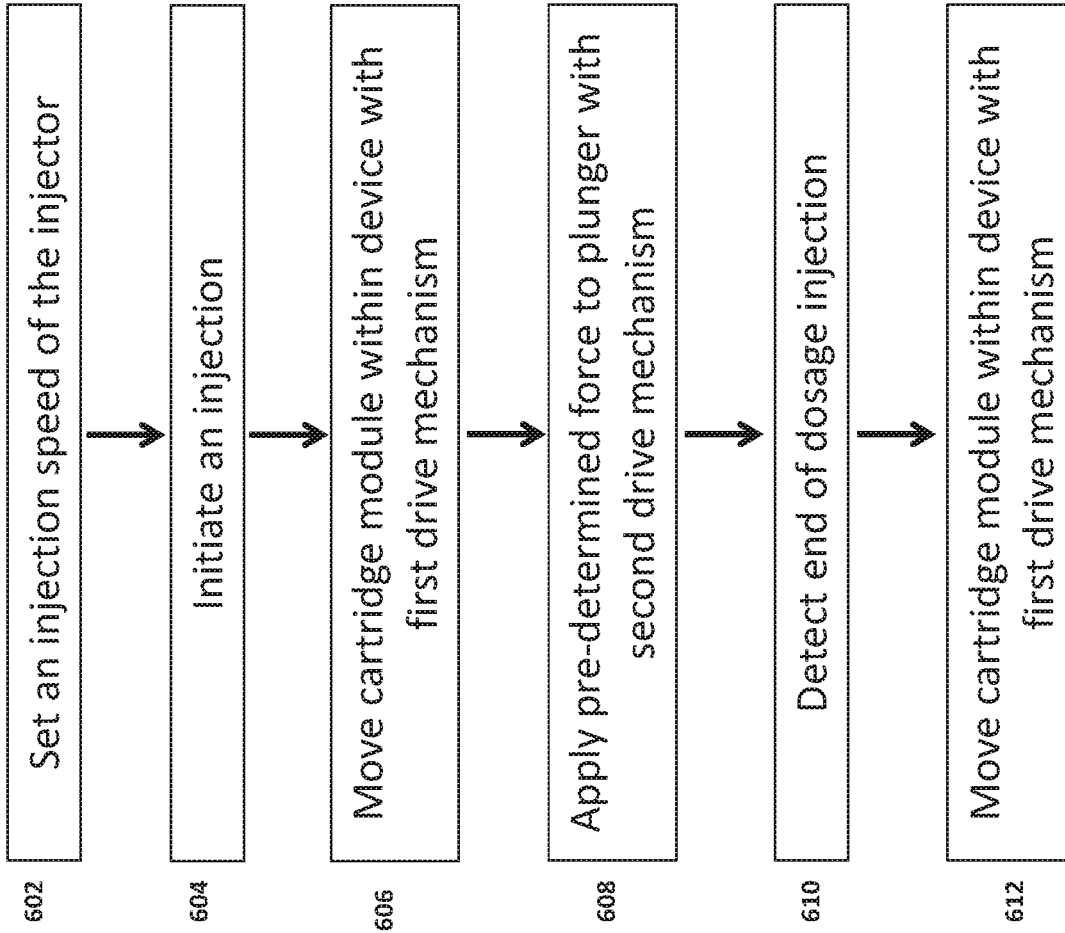 602
Set an injection speed of the injector
604
Initiate an injection
606
Move cartridge module within device with
first drive mechanism
608
Apply pre-determined force to plunger with
second drive mechanism
610
Detect end of dosage injection
612
Move cartridge module within device with
first drive mechanism